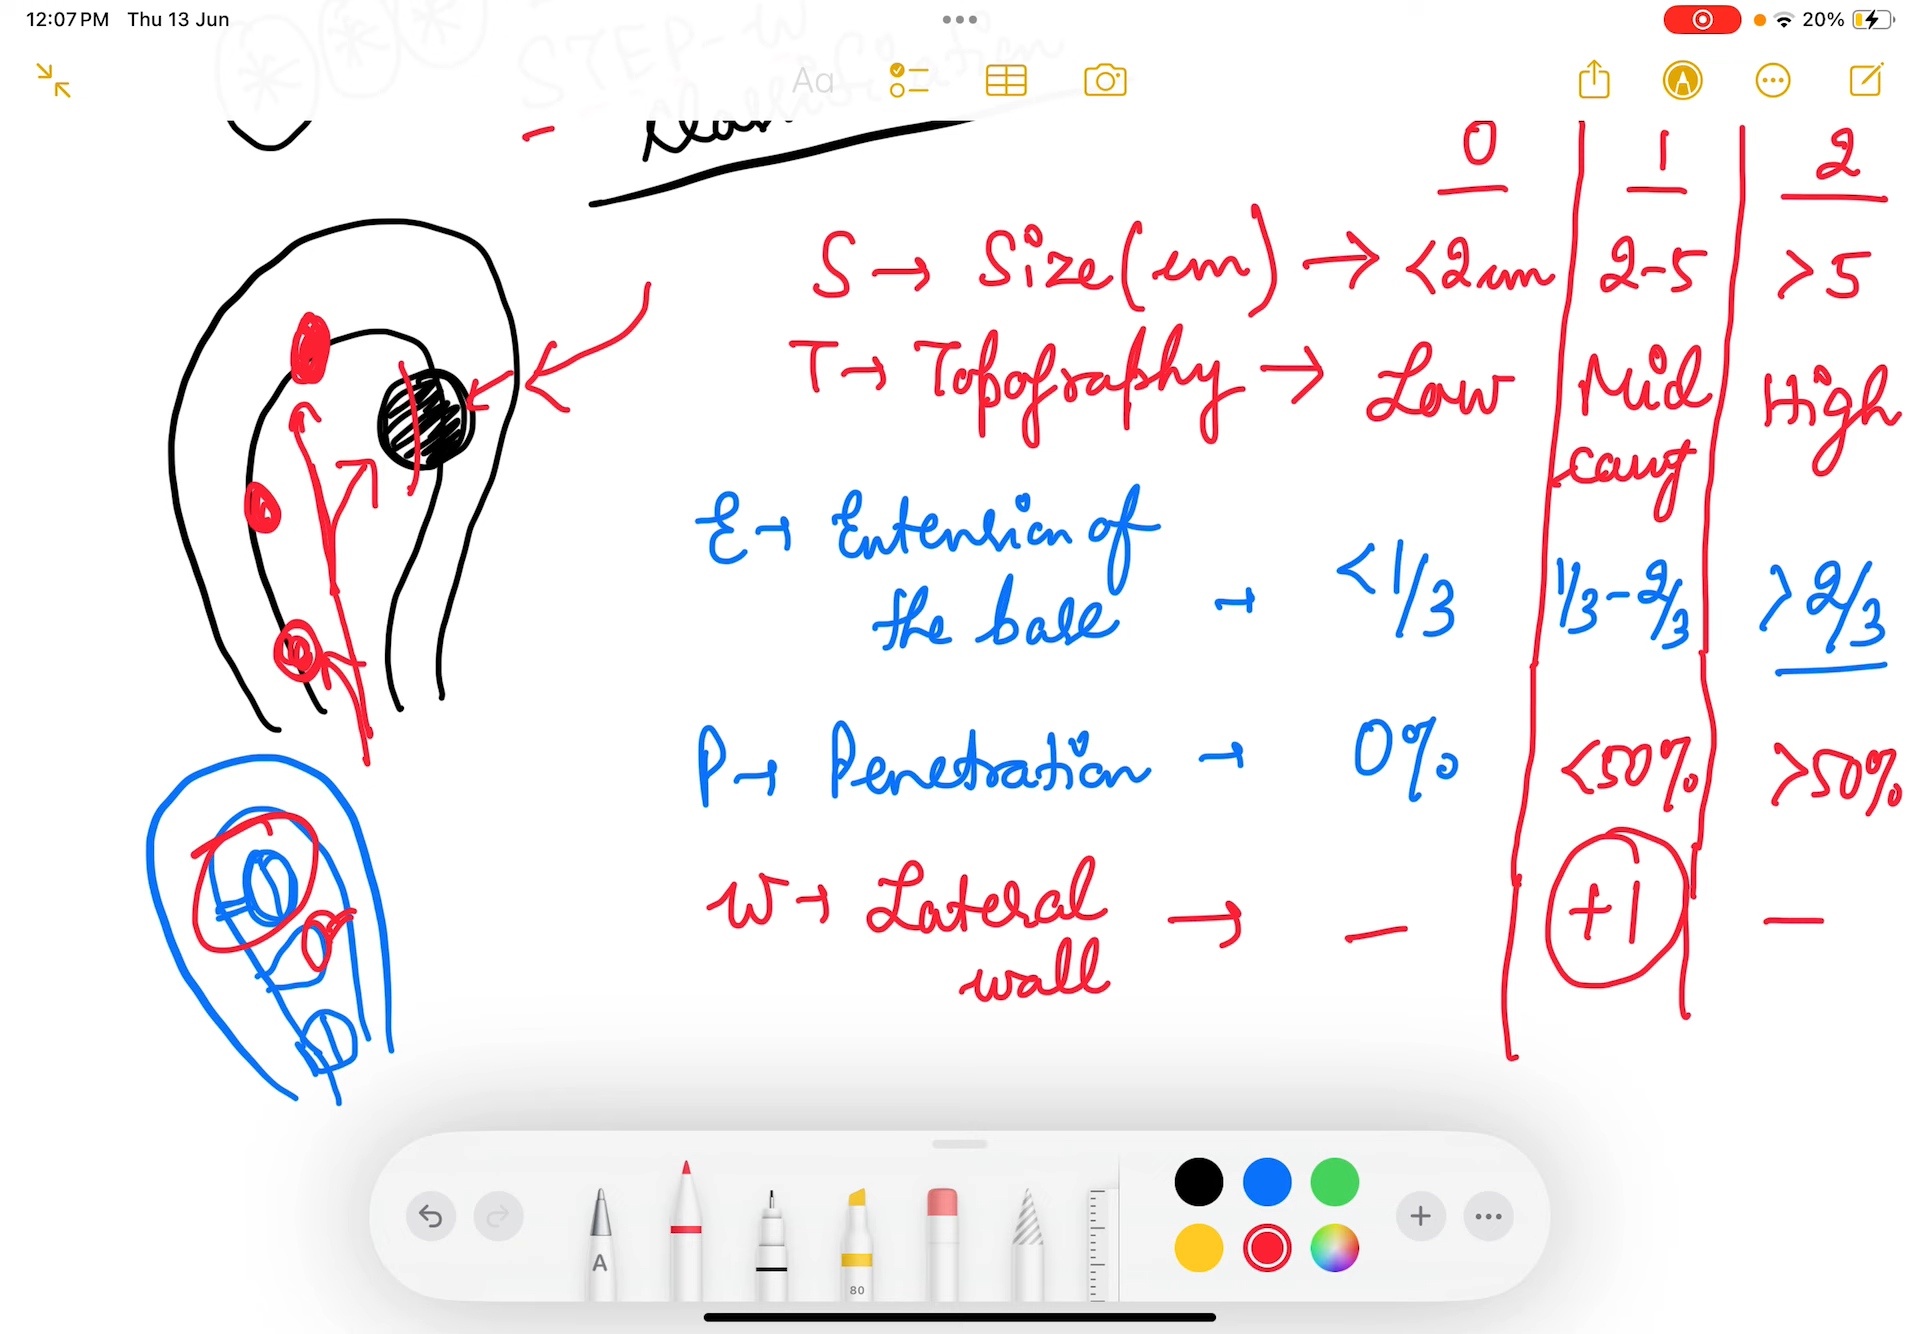 12:07 PM Thu 13 Jun
20%
STEP-W
Aa
0 1 2
S → Size (cm) → <2cm 2-5 >5
T → Topography → Low Mid High
cavity
E → Extension of
the base → <1/3 1/3-2/3 >2/3
P → Penetration → 0% <50% >50%
W → Lateral → - +1 -
wall
A
80